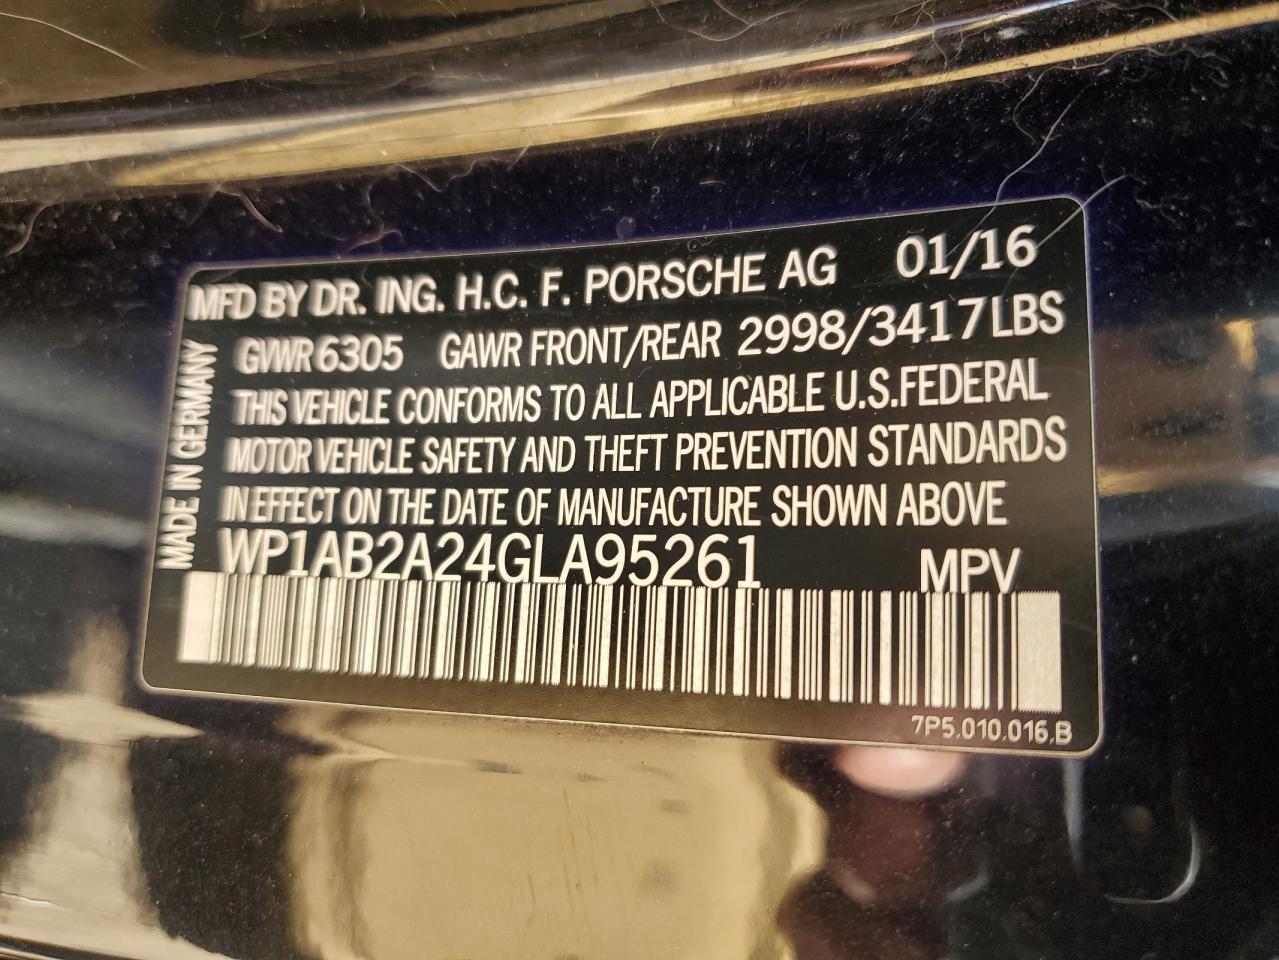 MFD BY DR. ING. H.C. F. PORSCHE AG 01/16
GVWR 6305 GAWR FRONT/REAR 2998/3417LBS
THIS VEHICLE CONFORMS TO ALL APPLICABLE U.S.FEDERAL
MOTOR VEHICLE SAFETY AND THEFT PREVENTION STANDARDS
IN EFFECT ON THE DATE OF MANUFACTURE SHOWN ABOVE
WP1AB2A24GLA95261 MPV
MADE IN GERMANY
7P5.010.016.B